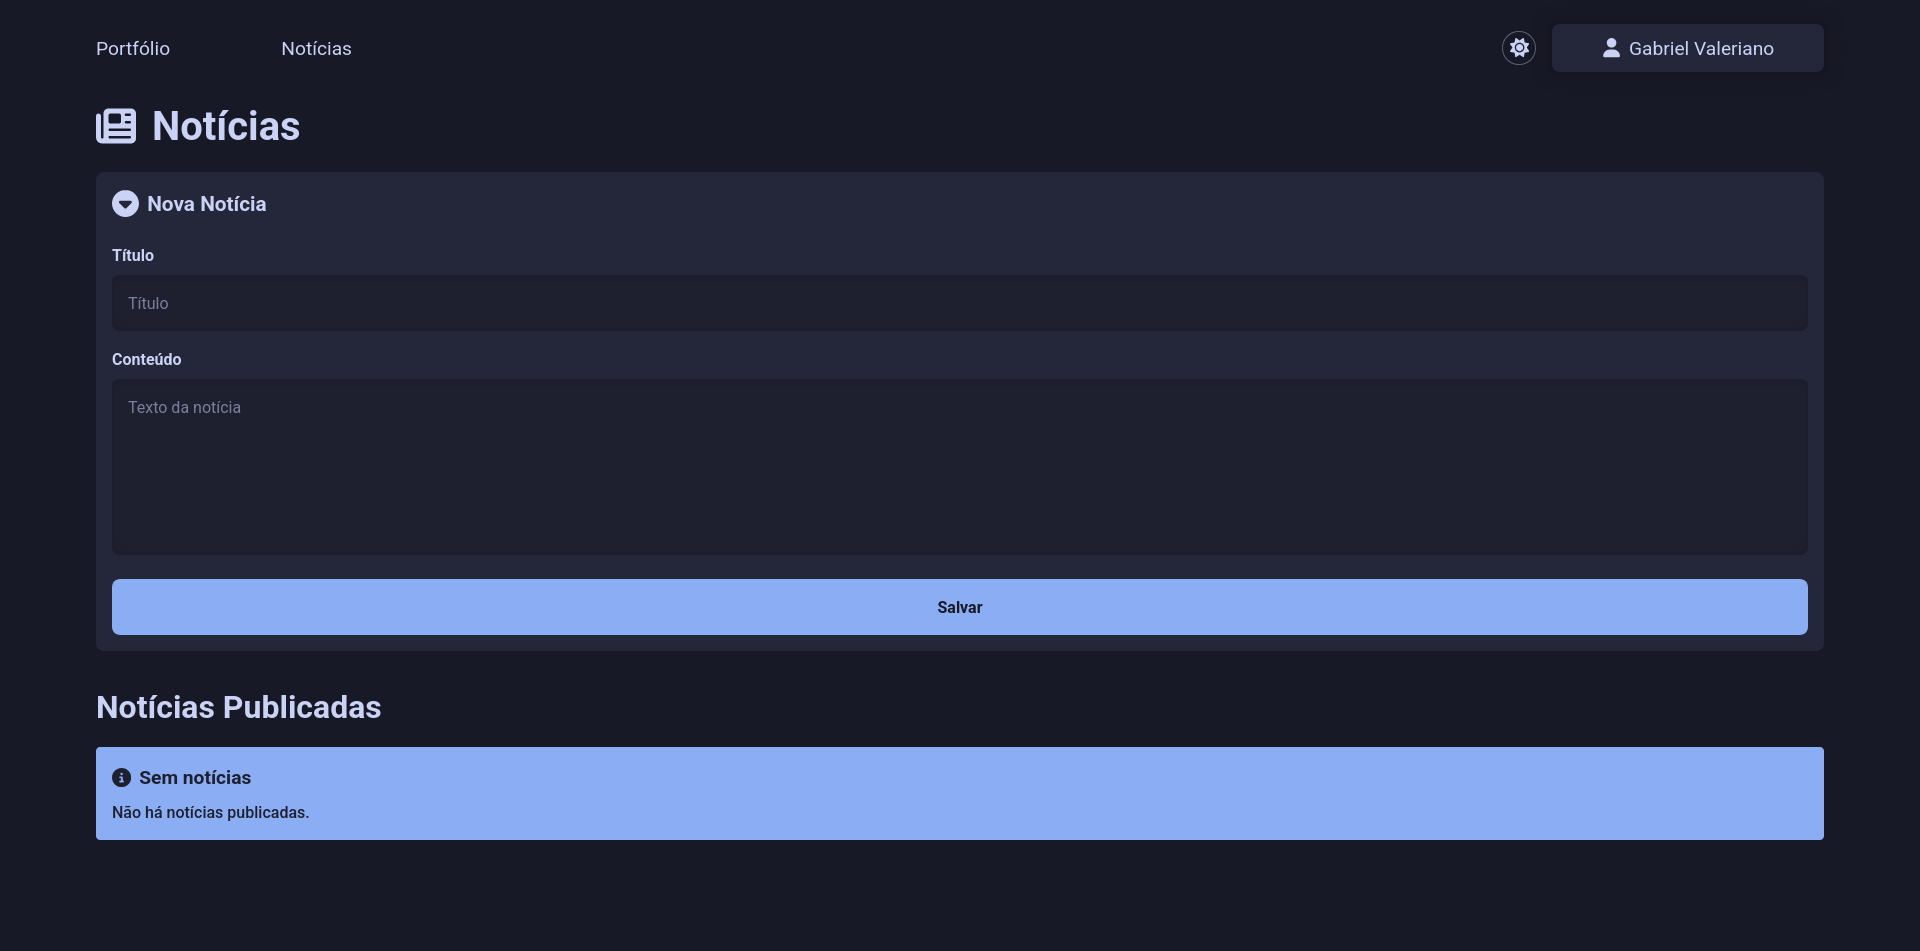 Portfólio
Notícias
Gabriel Valeriano
Notícias
Nova Notícia
Título
Título
Conteúdo
Texto da notícia
Salvar
Notícias Publicadas
Sem notícias
Não há notícias publicadas.